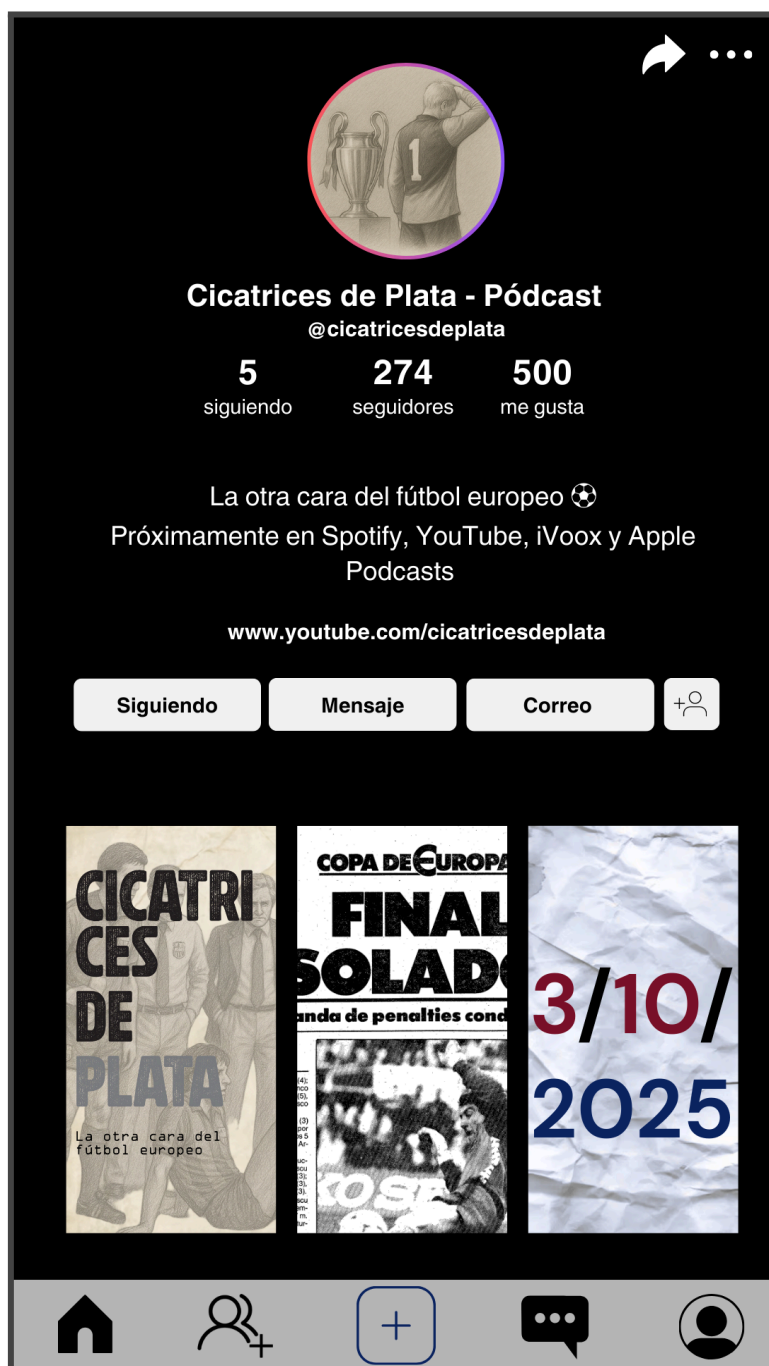 1
Cicatrices de Plata - Pódcast
@cicatricesdeplata
5 274 500
siguiendo seguidores me gusta
La otra cara del fútbol europeo ⚽
Próximamente en Spotify, YouTube, iVoox y Apple
Podcasts
www.youtube.com/cicatricesdeplata
Siguiendo Mensaje Correo
CICATRI
CES
DE
PLATA
La otra cara del
fútbol europeo
COPA DE EUROPA
FINAL
SOLADO
anda de penalties cond
3/10/
2025